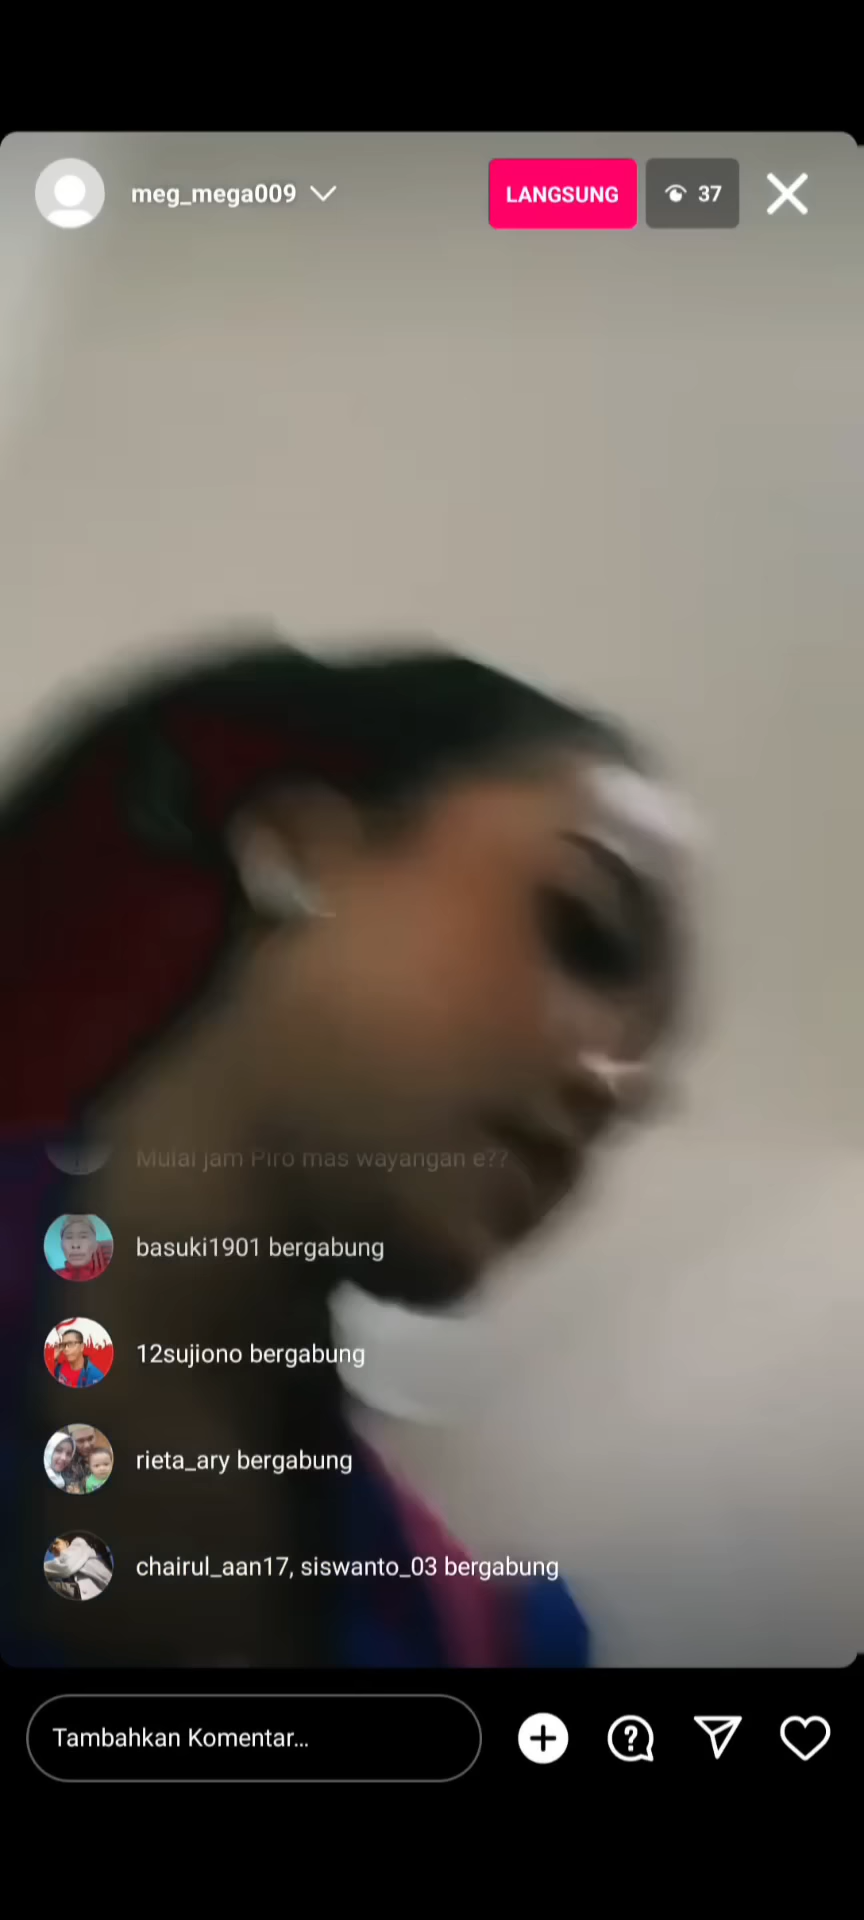 meg_mega009
LANGSUNG
37
Mulai jam Piro mas wayangan e??
basuki1901 bergabung
12sujiono bergabung
rieta_ary bergabung
chairul_aan17, siswanto_03 bergabung
Tambahkan Komentar...